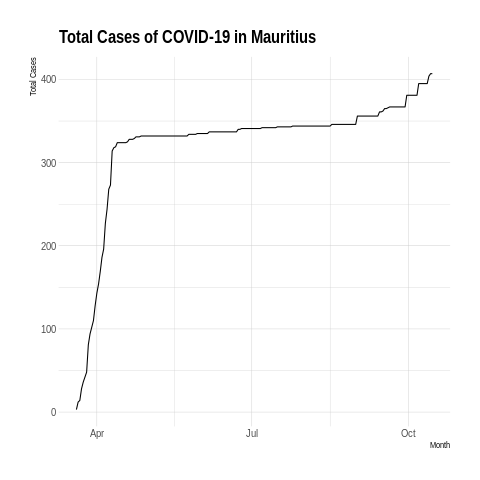 Total Cases of COVID-19 in Mauritius
Total Cases
400
300
200
100
0
Apr
Jul
Oct
Month